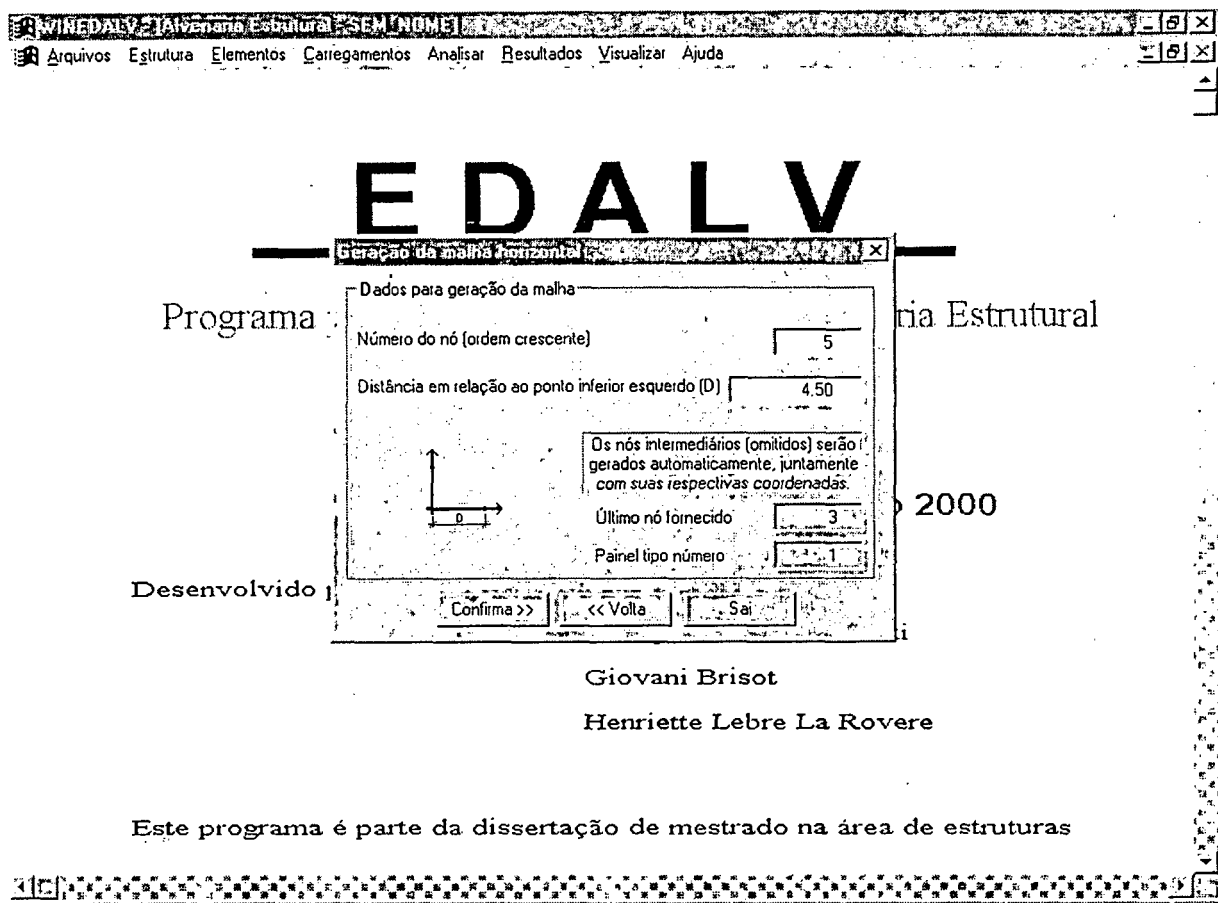 WINEDALV - [Alvenaria Estrutural - SEM NOME]
Arquivos Estrutura Elementos Carregamentos Analisar Resultados Visualizar Ajuda
E D A L V
Geração da malha horizontal
Dados para geração da malha
Programa
ria Estrutural
Número do nó (ordem crescente)
5
Distância em relação ao ponto inferior esquerdo (D)
4.50
Os nós intermediários (omitidos) serão
gerados automaticamente, juntamente
com suas respectivas coordenadas.
D
Último nó fornecido
3
2000
Painel tipo número
1
Desenvolvido
Confirma >>
<< Volta
Sai
i
Giovani Brisot
Henriette Lebre La Rovere
Este programa é parte da dissertação de mestrado na área de estruturas